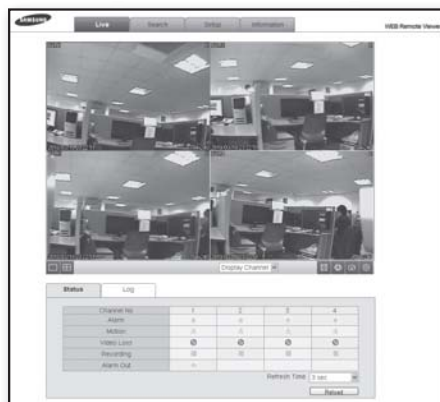 SAMSUNG
Live
Search
Setup
Information
WEB Remote Viewer
Display Channel
Status
Log
Channel No 1 2 3 4
Alarm
Motion
Video Loss
Recording
Alarm Out
Refresh Time 3 sec
Reload